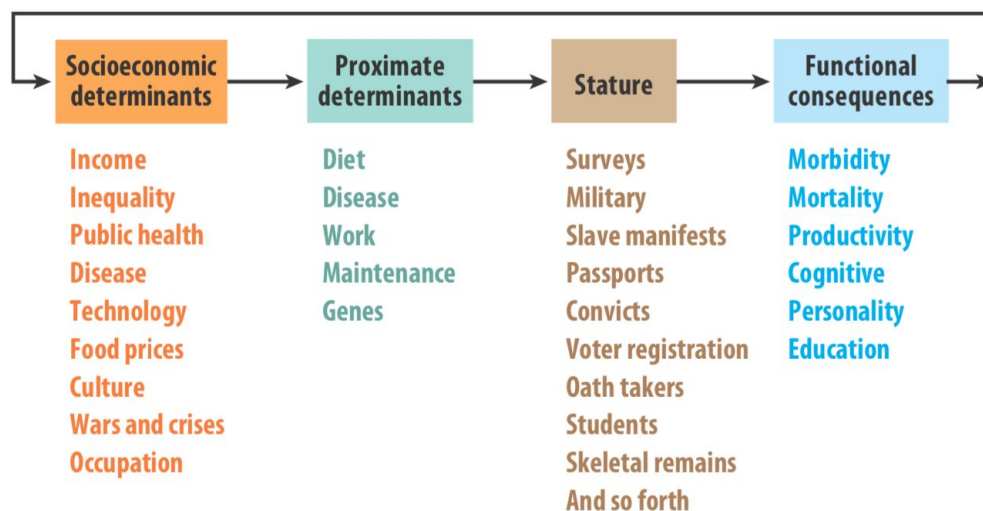 Socioeconomic
determinants
Income
Inequality
Public health
Disease
Technology
Food prices
Culture
Wars and crises
Occupation
Proximate
determinants
Diet
Disease
Work
Maintenance
Genes
Stature
Surveys
Military
Slave manifests
Passports
Convicts
Voter registration
Oath takers
Students
Skeletal remains
And so forth
Functional
consequences
Morbidity
Mortality
Productivity
Cognitive
Personality
Education